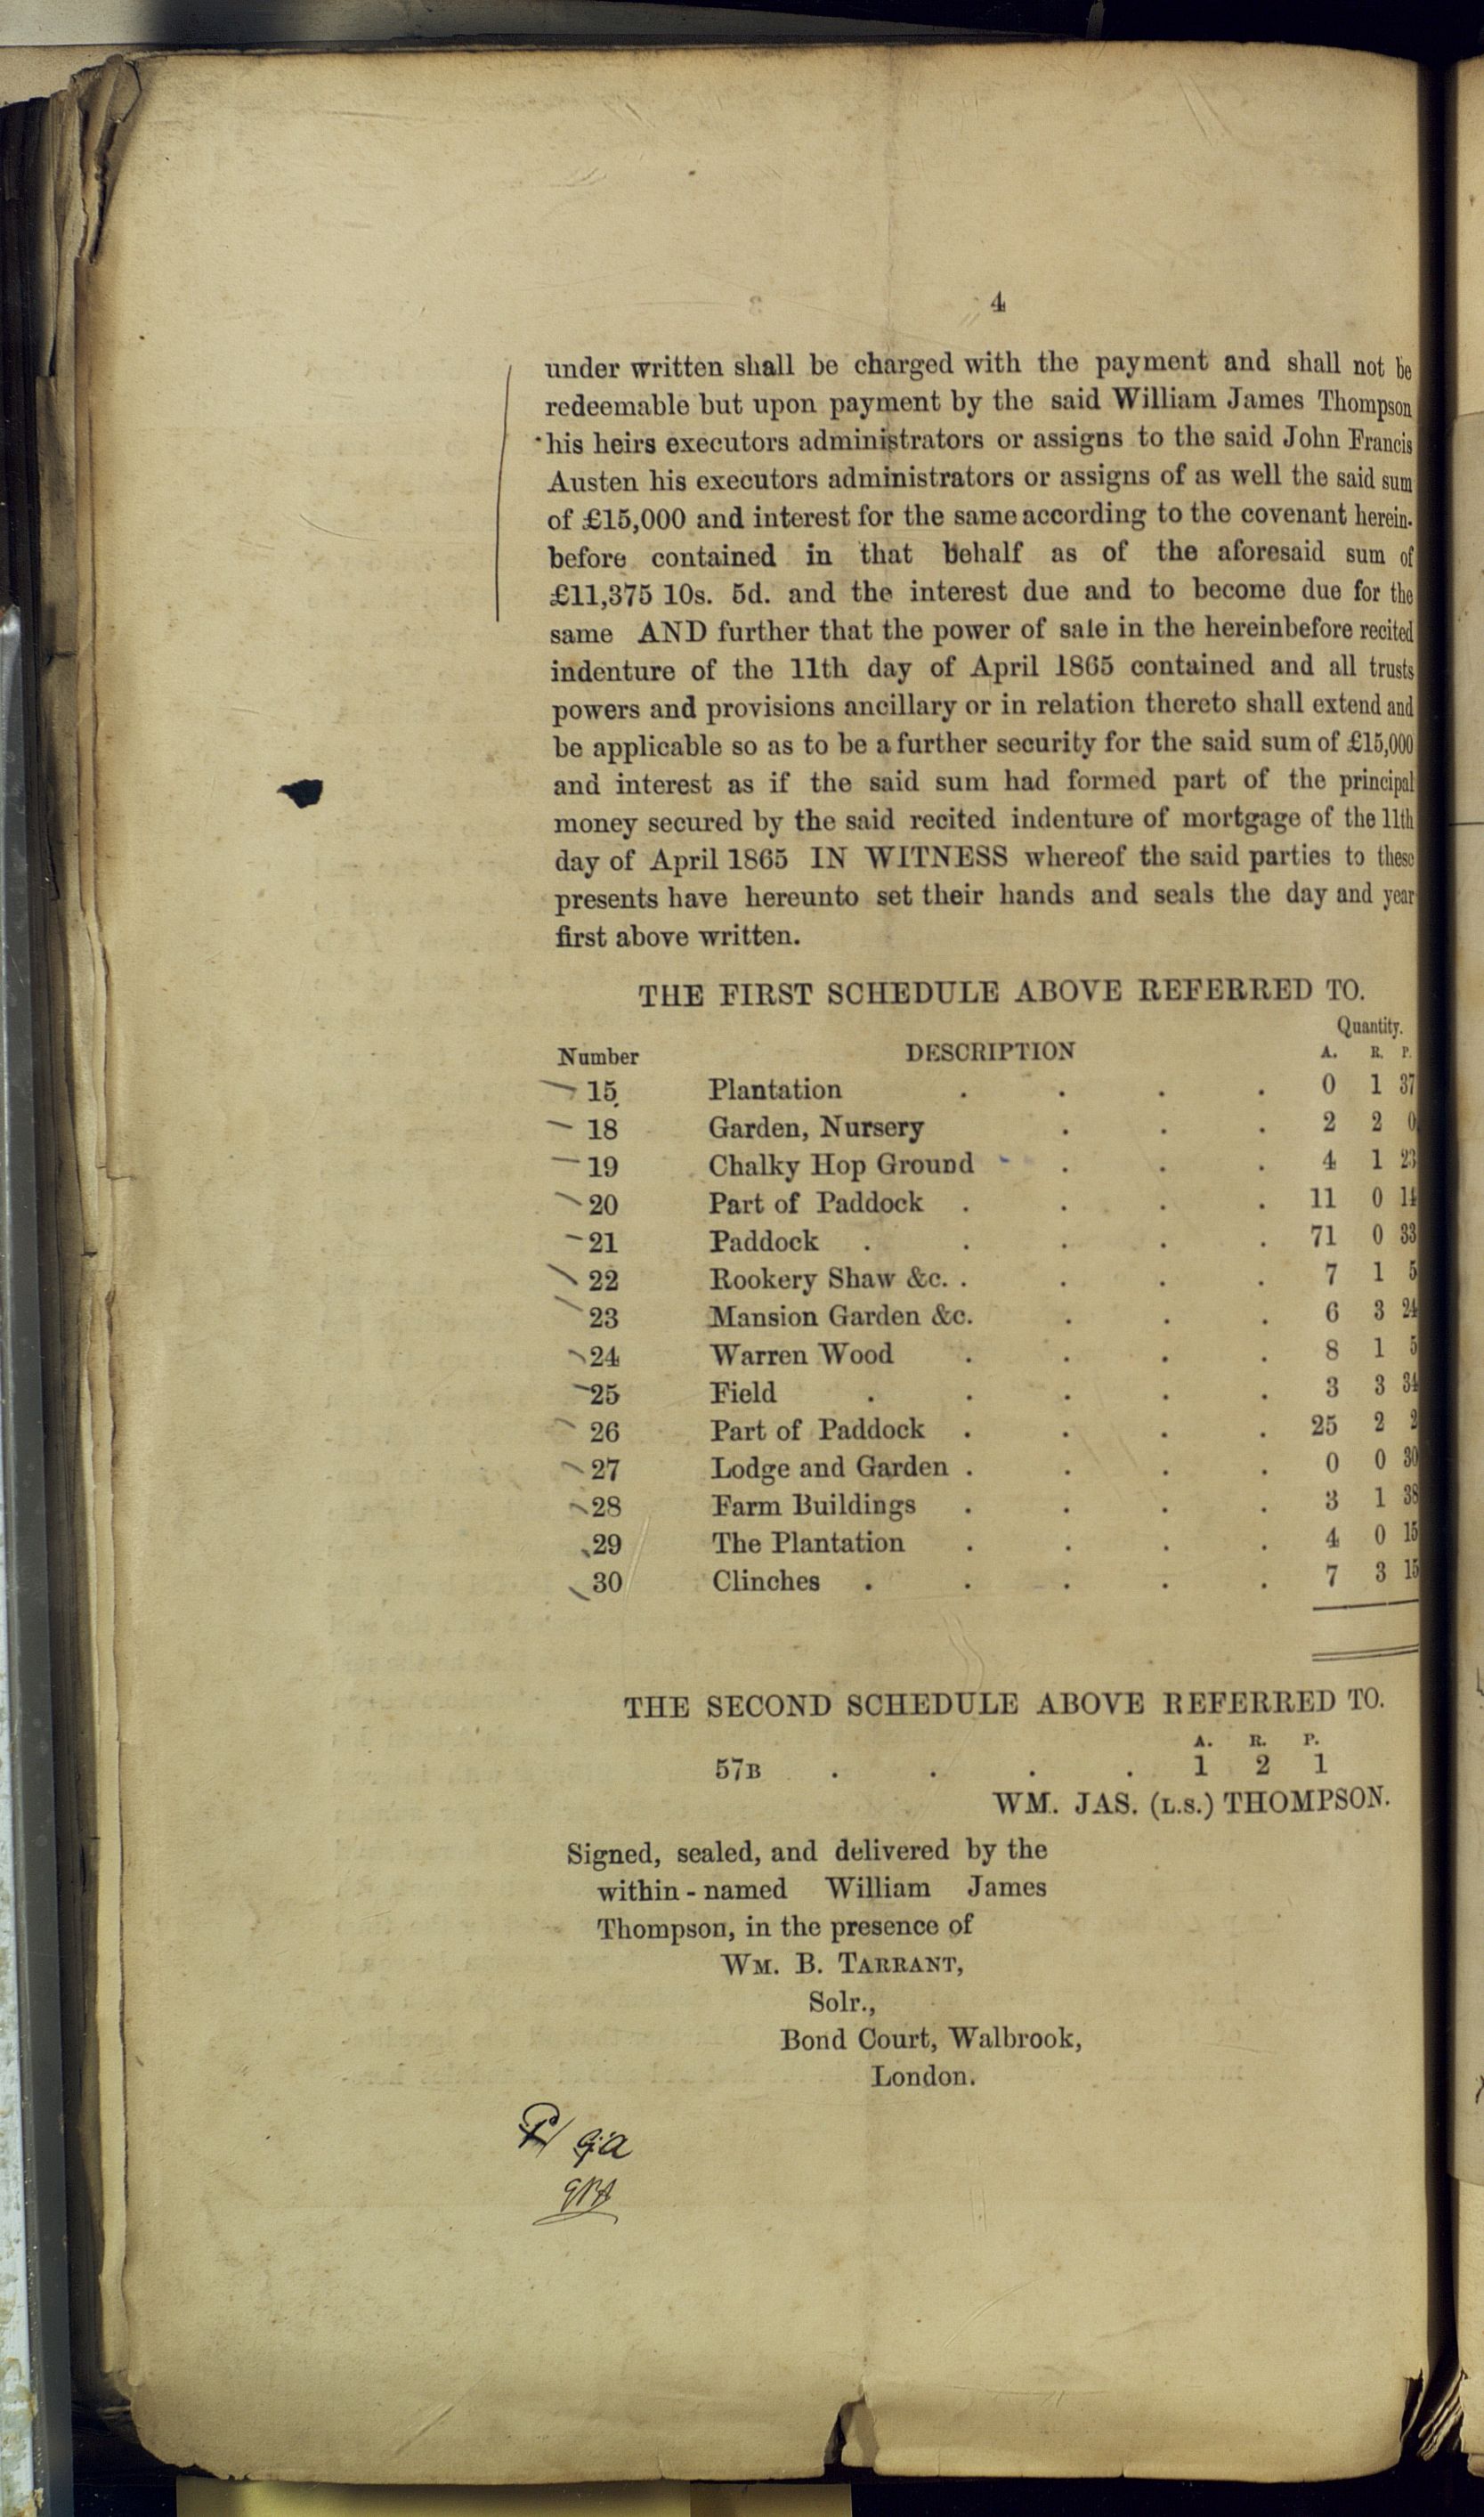 4
under written shall be charged with the payment and shall not be
redeemable but upon payment by the said William James Thompson
his heirs executors administrators or assigns to the said John Francis
Austen his executors administrators or assigns of as well the said sum
of £15,000 and interest for the same according to the covenant herein-
before contained in that behalf as of the aforesaid sum of
£11,375 10s. 5d. and the interest due and to become due for the
same AND further that the power of sale in the hereinbefore recited
indenture of the 11th day of April 1865 contained and all trusts
powers and provisions ancillary or in relation thereto shall extend and
be applicable so as to be a further security for the said sum of £15,000
and interest as if the said sum had formed part of the principal
money secured by the said recited indenture of mortgage of the 11th
day of April 1865 IN WITNESS whereof the said parties to these
presents have hereunto set their hands and seals the day and year
first above written.
THE FIRST SCHEDULE ABOVE REFERRED TO.
Quantity.
Number DESCRIPTION A. R. P.
15 Plantation . . . . 0 1 37
18 Garden, Nursery . . . 2 2 0
19 Chalky Hop Ground . . . 4 1 23
20 Part of Paddock . . . . 11 0 14
21 Paddock . . . . . 71 0 33
22 Rookery Shaw &c. . . . . 7 1 5
23 Mansion Garden &c. . . . 6 3 24
24 Warren Wood . . . . 8 1 5
25 Field . . . . . 3 3 34
26 Part of Paddock . . . . 25 2 2
27 Lodge and Garden . . . . 0 0 30
28 Farm Buildings . . . . 3 1 38
29 The Plantation . . . . 4 0 15
30 Clinches . . . . . 7 3 15
THE SECOND SCHEDULE ABOVE REFERRED TO.
A. R. P.
57B . . . . 1 2 1
WM. JAS. (L.S.) THOMPSON.
Signed, sealed, and delivered by the
within-named William James
Thompson, in the presence of
WM. B. TARRANT,
Solr.,
Bond Court, Walbrook,
London.